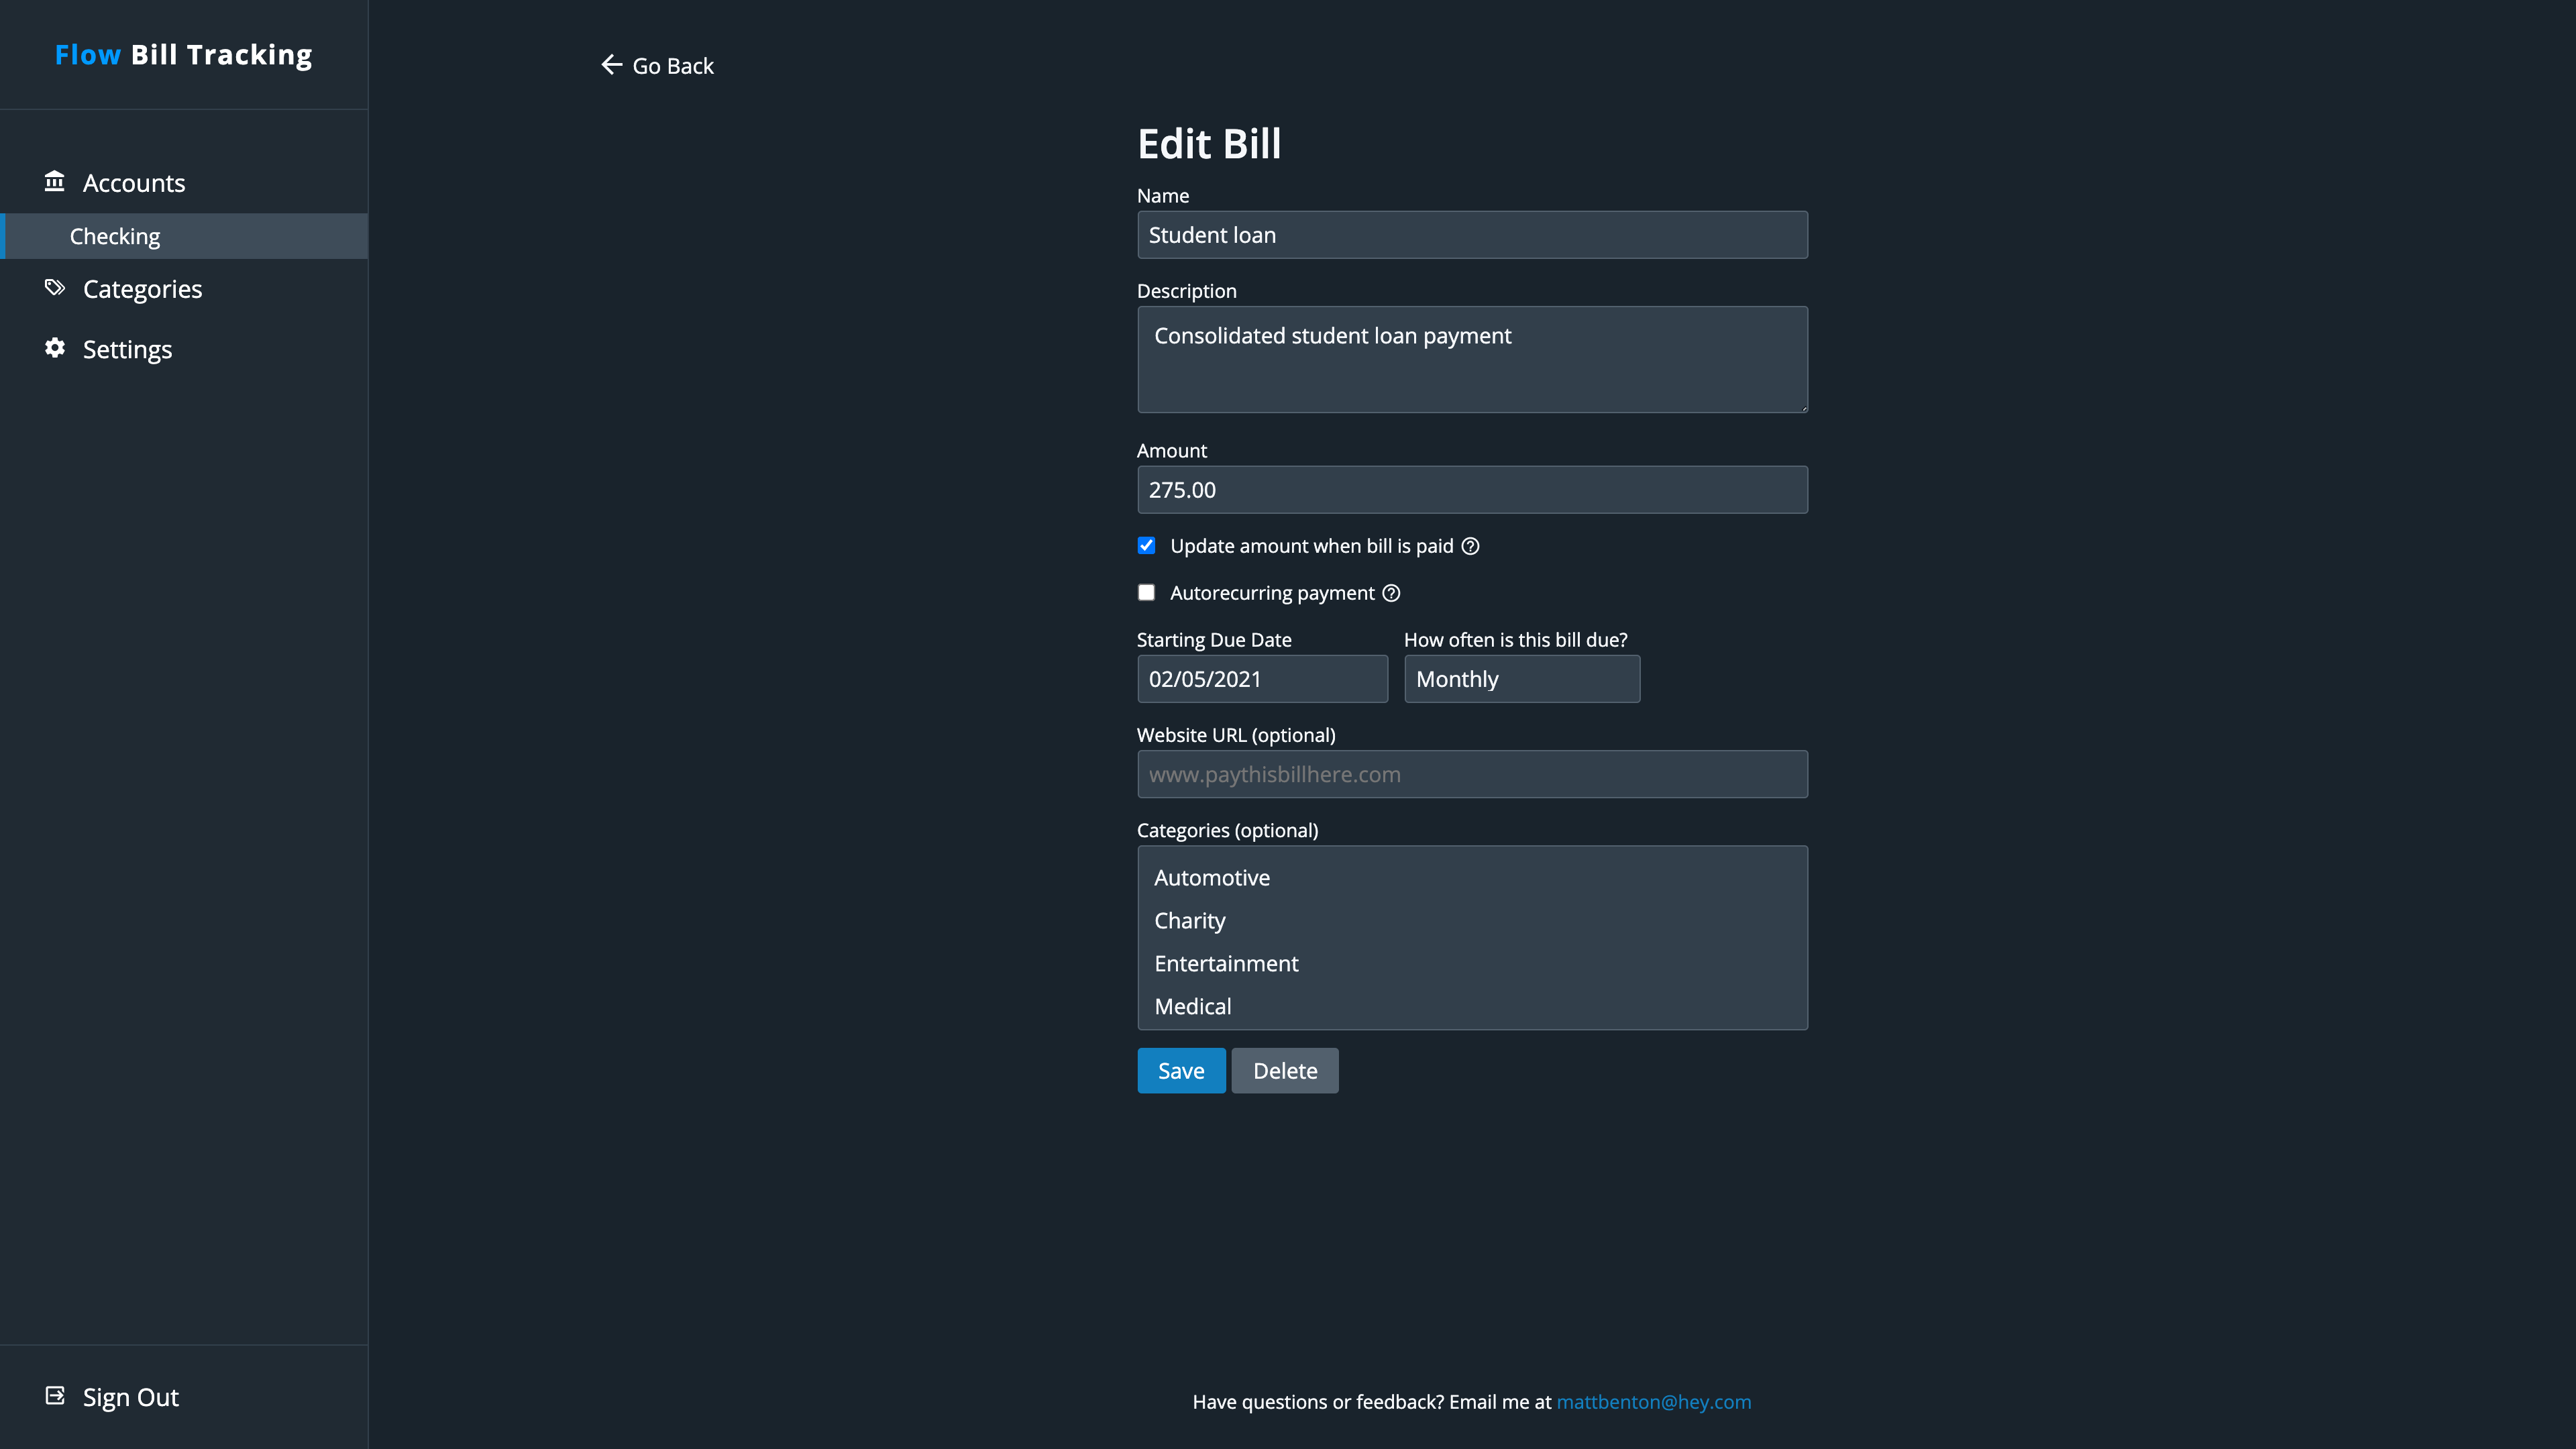 Flow Bill Tracking
Accounts
Checking
Categories
Settings
Sign Out
Go Back
Edit Bill
Name
Student loan
Description
Consolidated student loan payment
Amount
275.00
Update amount when bill is paid
Autorecurring payment
Starting Due Date
How often is this bill due?
02/05/2021
Monthly
Website URL (optional)
www.paythisbillhere.com
Categories (optional)
Automotive
Charity
Entertainment
Medical
Save
Delete
Have questions or feedback? Email me at mattbenton@hey.com